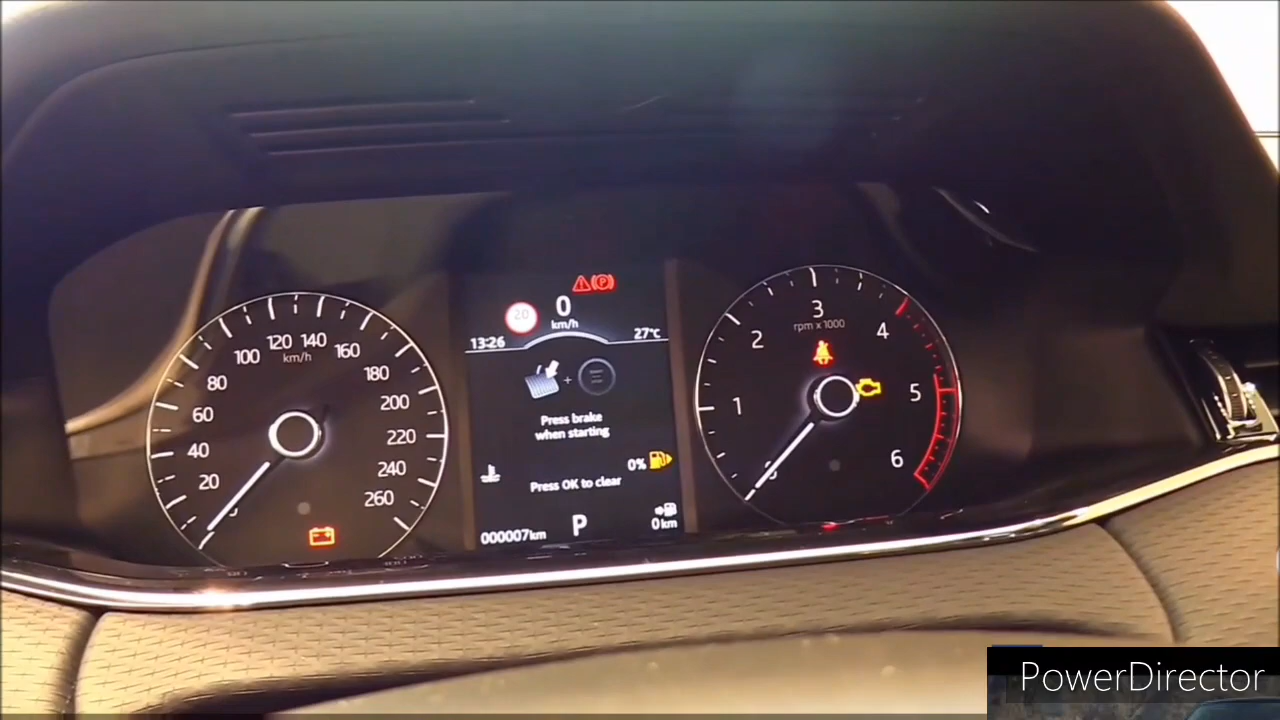 20
0
km/h
13:26
27°C
Press brake
when starting
0%
Press OK to clear
000007km
P
0km
20
40
60
80
100
120
140
160
180
200
220
240
260
km/h
1
2
3
4
5
6
rpm x 1000
PowerDirector